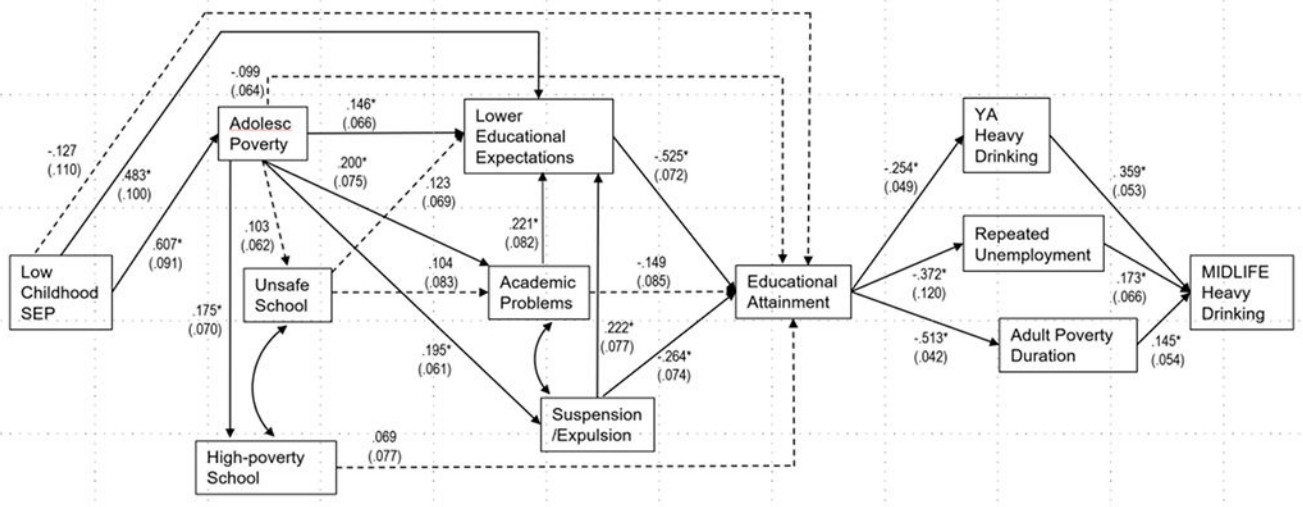 -.099
(.064)
Adolesc
Poverty
.146*
(.066)
Lower
Educational
Expectations
YA
Heavy
Drinking
-.127
(.110)
.483*
(.100)
.200*
(.075)
.123
(.069)
-.525*
(.072)
-.254*
(.049)
.359*
(.053)
.607*
(.091)
.103
(.062)
.221*
(.082)
Repeated
Unemployment
Low
Childhood
SEP
Unsafe
School
.104
(.083)
Academic
Problems
-.149
(.085)
Educational
Attainment
-.372*
(.120)
.173*
(.066)
MIDLIFE
Heavy
Drinking
.175*
(.070)
.195*
(.061)
.222*
(.077)
-.264*
(.074)
-.513*
(.042)
Adult Poverty
Duration
.145*
(.054)
Suspension
/Expulsion
High-poverty
School
.069
(.077)